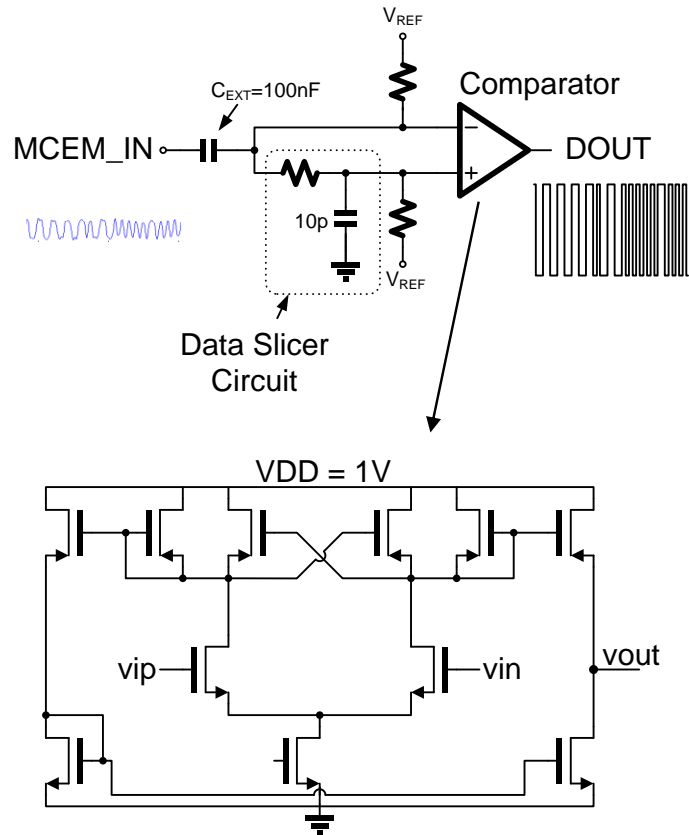 V_REF
C_EXT=100nF
Comparator
MCEM_IN
−
+
DOUT
10p
V_REF
Data Slicer
Circuit
VDD = 1V
vip
vin
vout